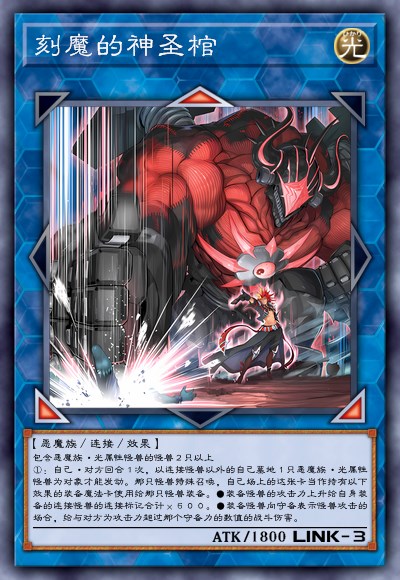 刻魔的神圣棺
ひかり
光
【恶魔族／连接／效果】
包含恶魔族·光属性怪兽的怪兽２只以上
①：自己·对方回合１次，以连接怪兽以外的自己墓地１只恶魔族·光属性
怪兽为对象才能发动。那只怪兽特殊召唤，自己场上的这张卡当作持有以下
效果的装备魔法卡使用给那只怪兽装备。●装备怪兽的攻击力上升给自身装
备的连接怪兽的连接标记合计×６００。●装备怪兽向守备表示怪兽攻击的
场合，给与对方为攻击力超过那个守备力的数值的战斗伤害。
ATK/1800 LINK-3